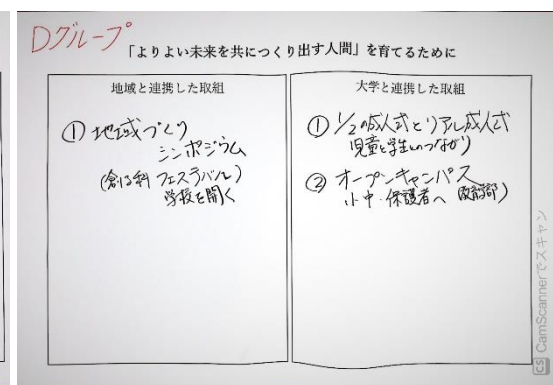 Dグループ
「よりよい未来を共につくり出す人間」を育てるために
地域と連携した取組
① 地域づくり
シンポジウム
(創る科 フェスティバル)
学校を開く
大学と連携した取組
① 1/2の成人式とリアル成人式
児童と学生とのつながり)
② オープンキャンパス
小中・保護者へ
CS CamScannerでスキャン